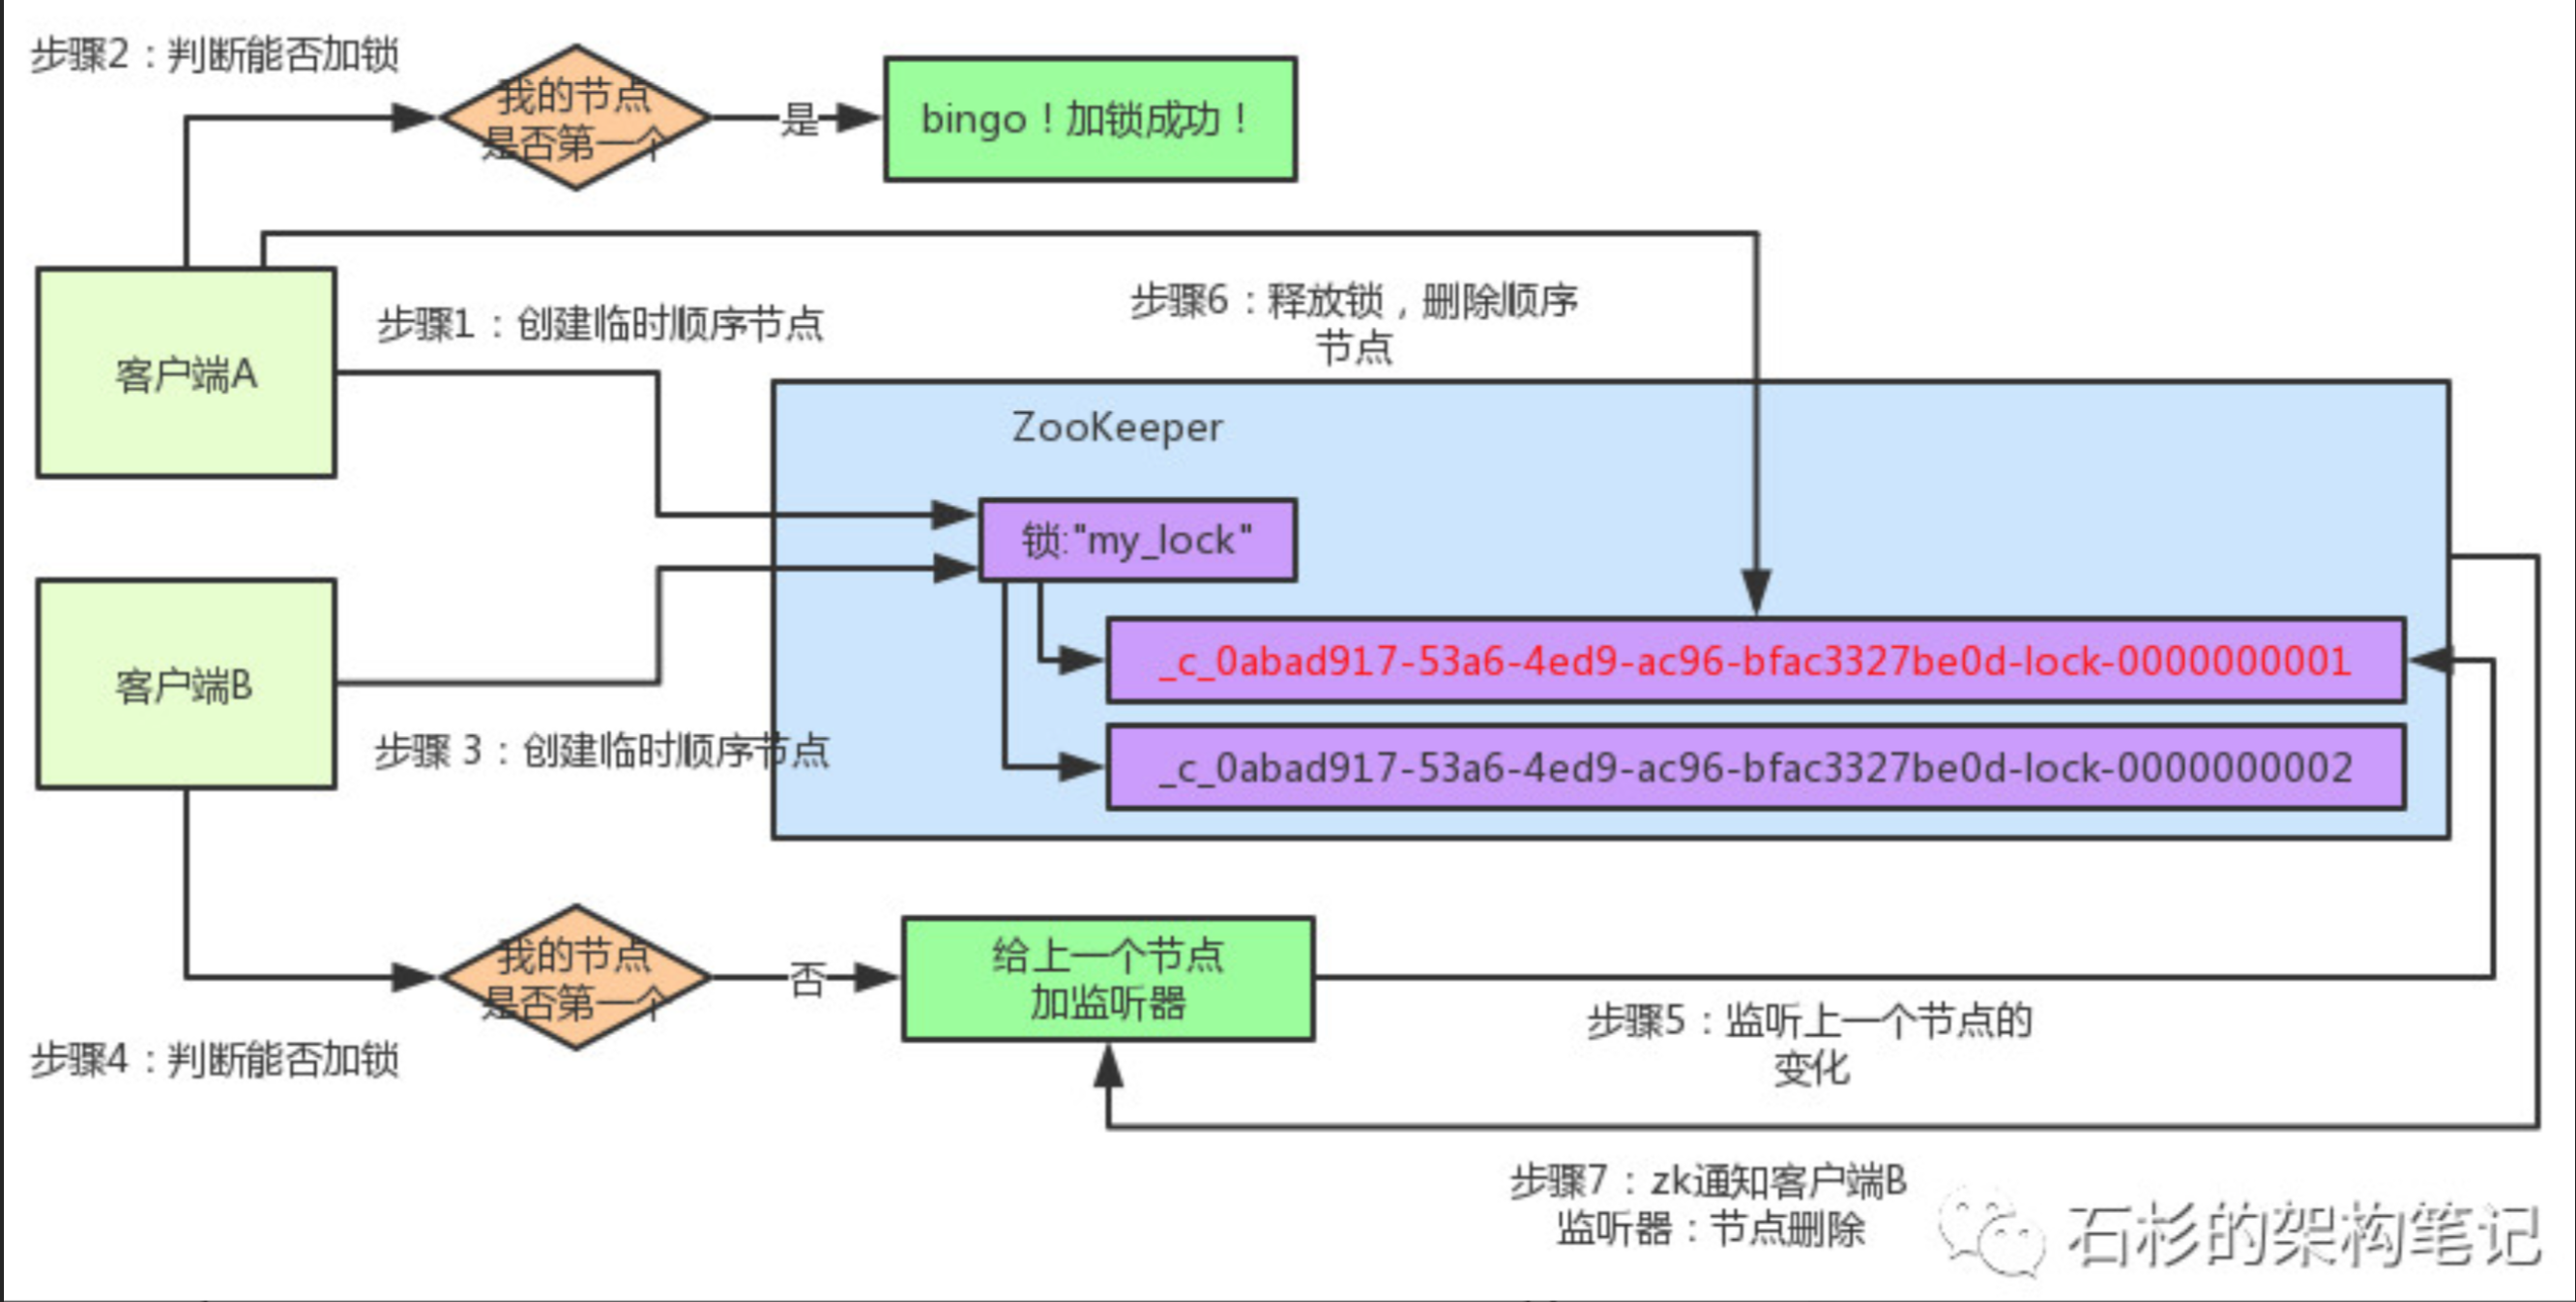 步骤2：判断能否加锁
我的节点
是否第一个
是
bingo！加锁成功！
步骤6：释放锁，删除顺序
节点
步骤1：创建临时顺序节点
客户端A
ZooKeeper
锁:"my_lock"
_c_0abad917-53a6-4ed9-ac96-bfac3327be0d-lock-0000000001
客户端B
步骤 3：创建临时顺序节点
_c_0abad917-53a6-4ed9-ac96-bfac3327be0d-lock-0000000002
我的节点
是否第一个
否
给上一个节点
加监听器
步骤4：判断能否加锁
步骤5：监听上一个节点的
变化
步骤7：zk通知客户端B
监听器：节点删除
石杉的架构笔记